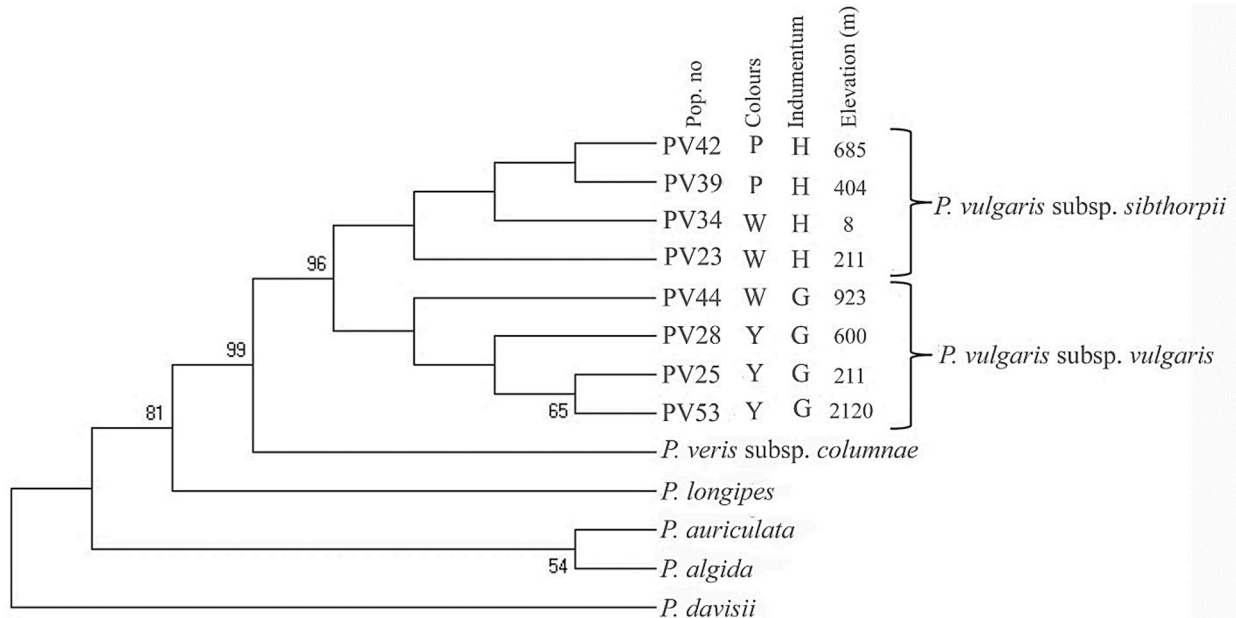 Pop. no Colours Indumentum Elevation (m)
PV42 P H 685
PV39 P H 404
PV34 W H 8
PV23 W H 211
P. vulgaris subsp. sibthorpii
PV44 W G 923
PV28 Y G 600
PV25 Y G 211
PV53 Y G 2120
P. vulgaris subsp. vulgaris
P. veris subsp. columnae
P. longipes
P. auriculata
P. algida
P. davisii
96
99
81
65
54